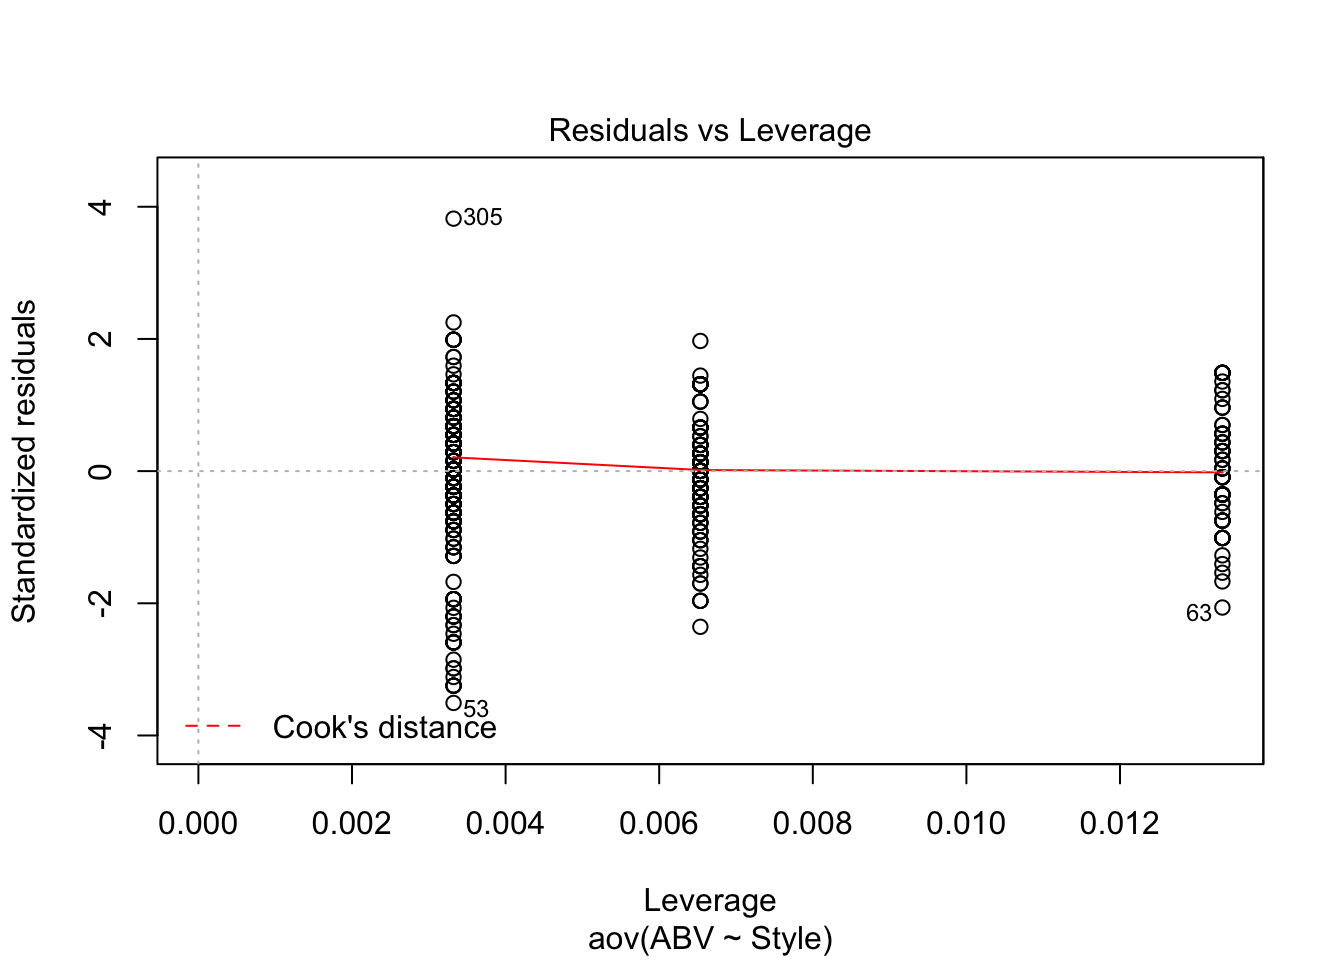 Residuals vs Leverage
Standardized residuals
4
2
0
-2
-4
305
63
53
Cook's distance
0.000 0.002 0.004 0.006 0.008 0.010 0.012
Leverage
aov(ABV ~ Style)